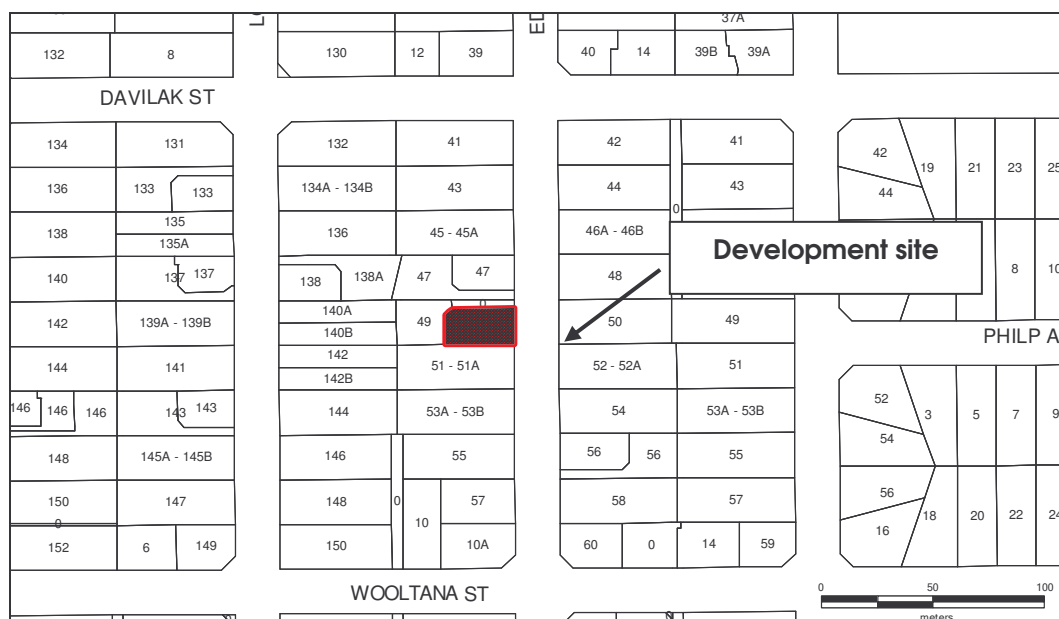 37A
132 8 130 12 39 40 14 39B 39A
DAVILAK ST
134 131 132 41 42 41 42 19 21 23 25
136 133 133 134A - 134B 43 44 0 43 44
138 135 136 45 - 45A 46A - 46B
135A
Development site
140 137 137 138 138A 47 47 48 8 10
142 139A - 139B 140A 49 0 50 49
140B
PHILP A
144 141 142 51 - 51A 52 - 52A 51
142B
146 146 146 143 143 144 53A - 53B 54 53A - 53B 52 3 5 7 9
54
148 145A - 145B 146 55 56 56 55
150 147 148 0 10 57 58 57 56 18 20 22 24
0
152 6 149 150 10A 60 0 14 59 16
WOOLTANA ST
0 50 100
meters